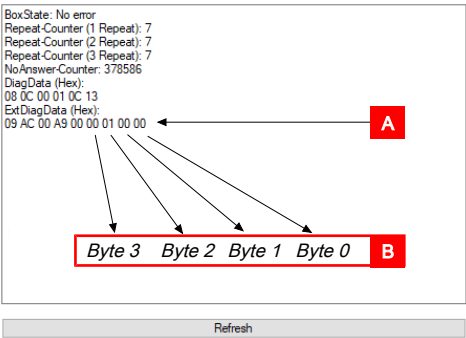 BoxState: No error
Repeat-Counter (1 Repeat): 7
Repeat-Counter (2 Repeat): 7
Repeat-Counter (3 Repeat): 7
NoAnswer-Counter: 378586
DiagData (Hex):
08 0C 00 01 0C 13
ExtDiagData (Hex):
09 AC 00 A9 00 00 01 00 00
A
Byte 3 Byte 2 Byte 1 Byte 0
B
Refresh